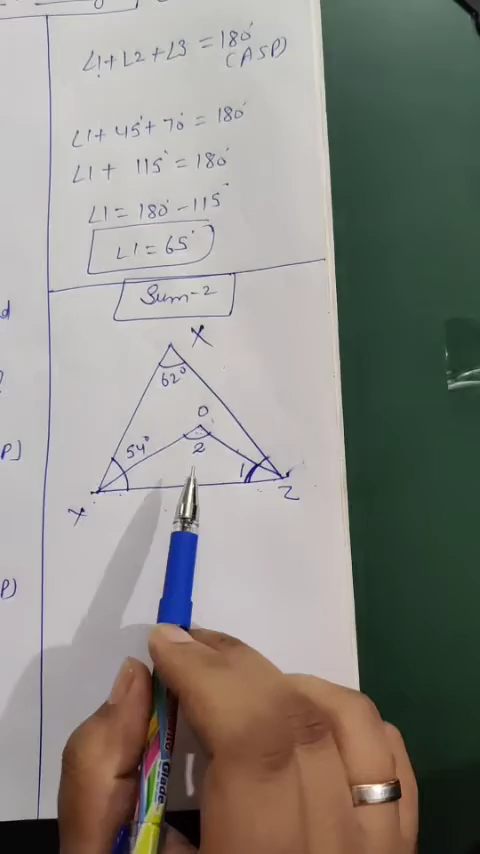 ∠1+∠2+∠3 = 180°
(ASP)
∠1+ 45°+ 70° = 180°
∠1 + 115° = 180°
∠1 = 180° - 115°
∠1 = 65°
Sum-2
X
62°
O
54°
2
1
Z
d
?
P]
P)
Glade